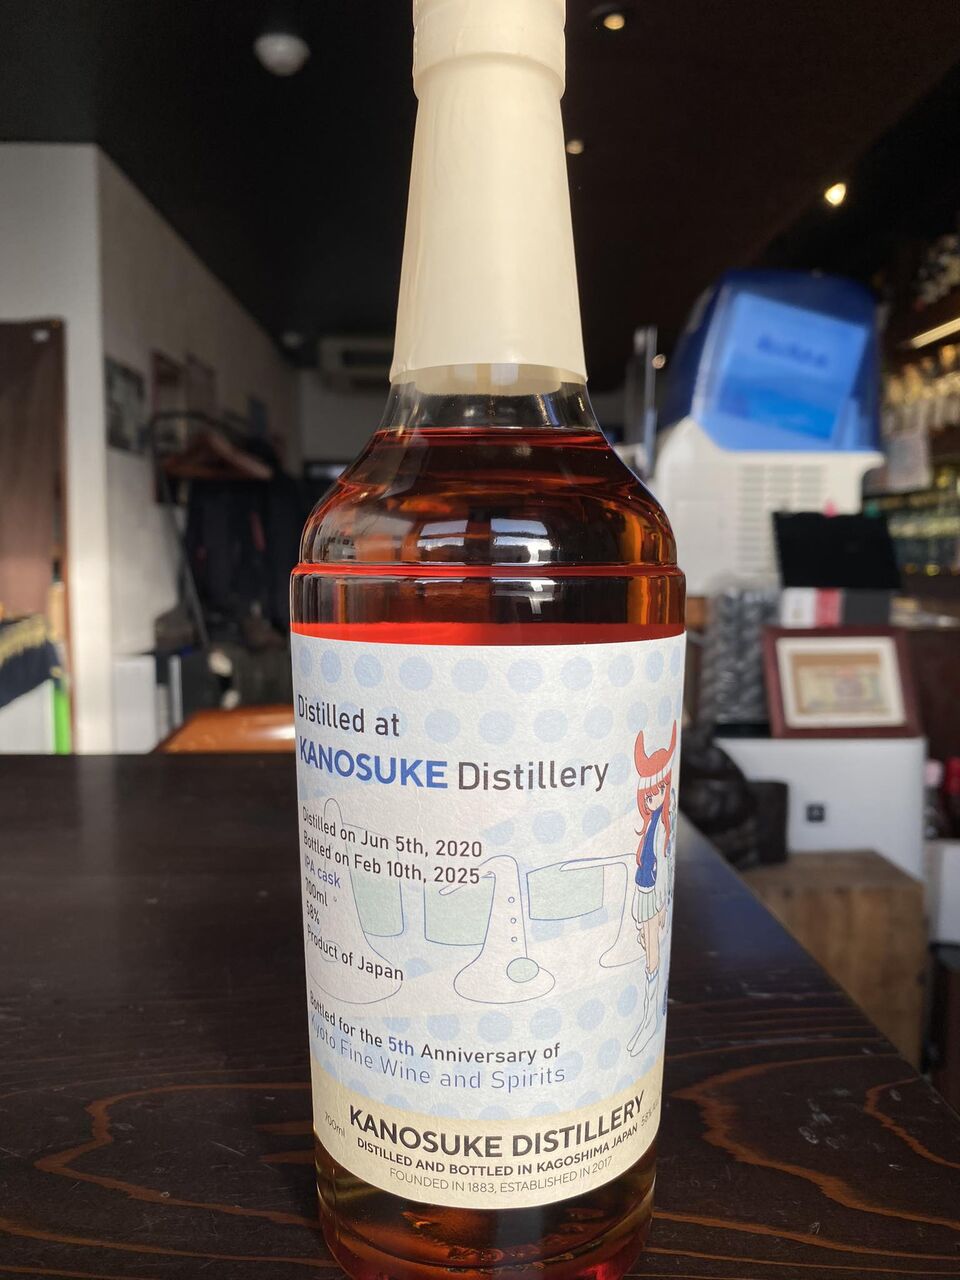 Distilled at
KANOSUKE Distillery
Distilled on Jun 5th, 2020
Bottled on Feb 10th, 2025
IPA cask
700ml
58%
Product of Japan
Bottled for the 5th Anniversary of
Kyoto Fine Wine and Spirits
KANOSUKE DISTILLERY
700ml
58%
DISTILLED AND BOTTLED IN KAGOSHIMA JAPAN
FOUNDED IN 1883, ESTABLISHED IN 2017